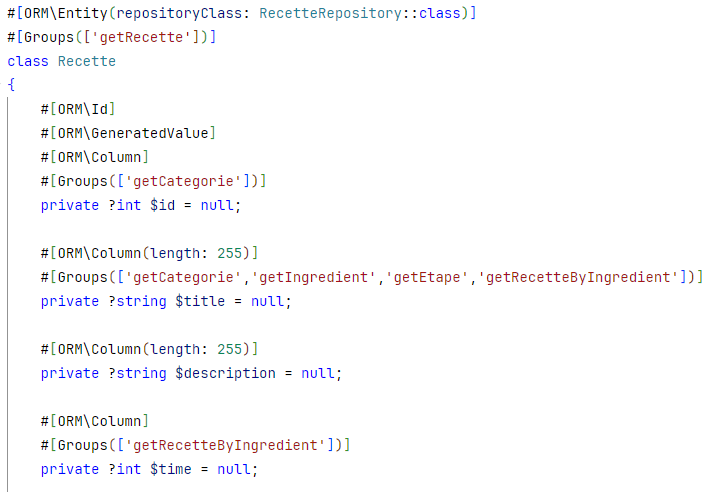 #[ORM\Entity(repositoryClass: RecetteRepository::class)]
#[Groups(['getRecette'])]
class Recette
{
    #[ORM\Id]
    #[ORM\GeneratedValue]
    #[ORM\Column]
    #[Groups(['getCategorie'])]
    private ?int $id = null;

    #[ORM\Column(length: 255)]
    #[Groups(['getCategorie','getIngredient','getEtape','getRecetteByIngredient'])]
    private ?string $title = null;

    #[ORM\Column(length: 255)]
    private ?string $description = null;

    #[ORM\Column]
    #[Groups(['getRecetteByIngredient'])]
    private ?int $time = null;